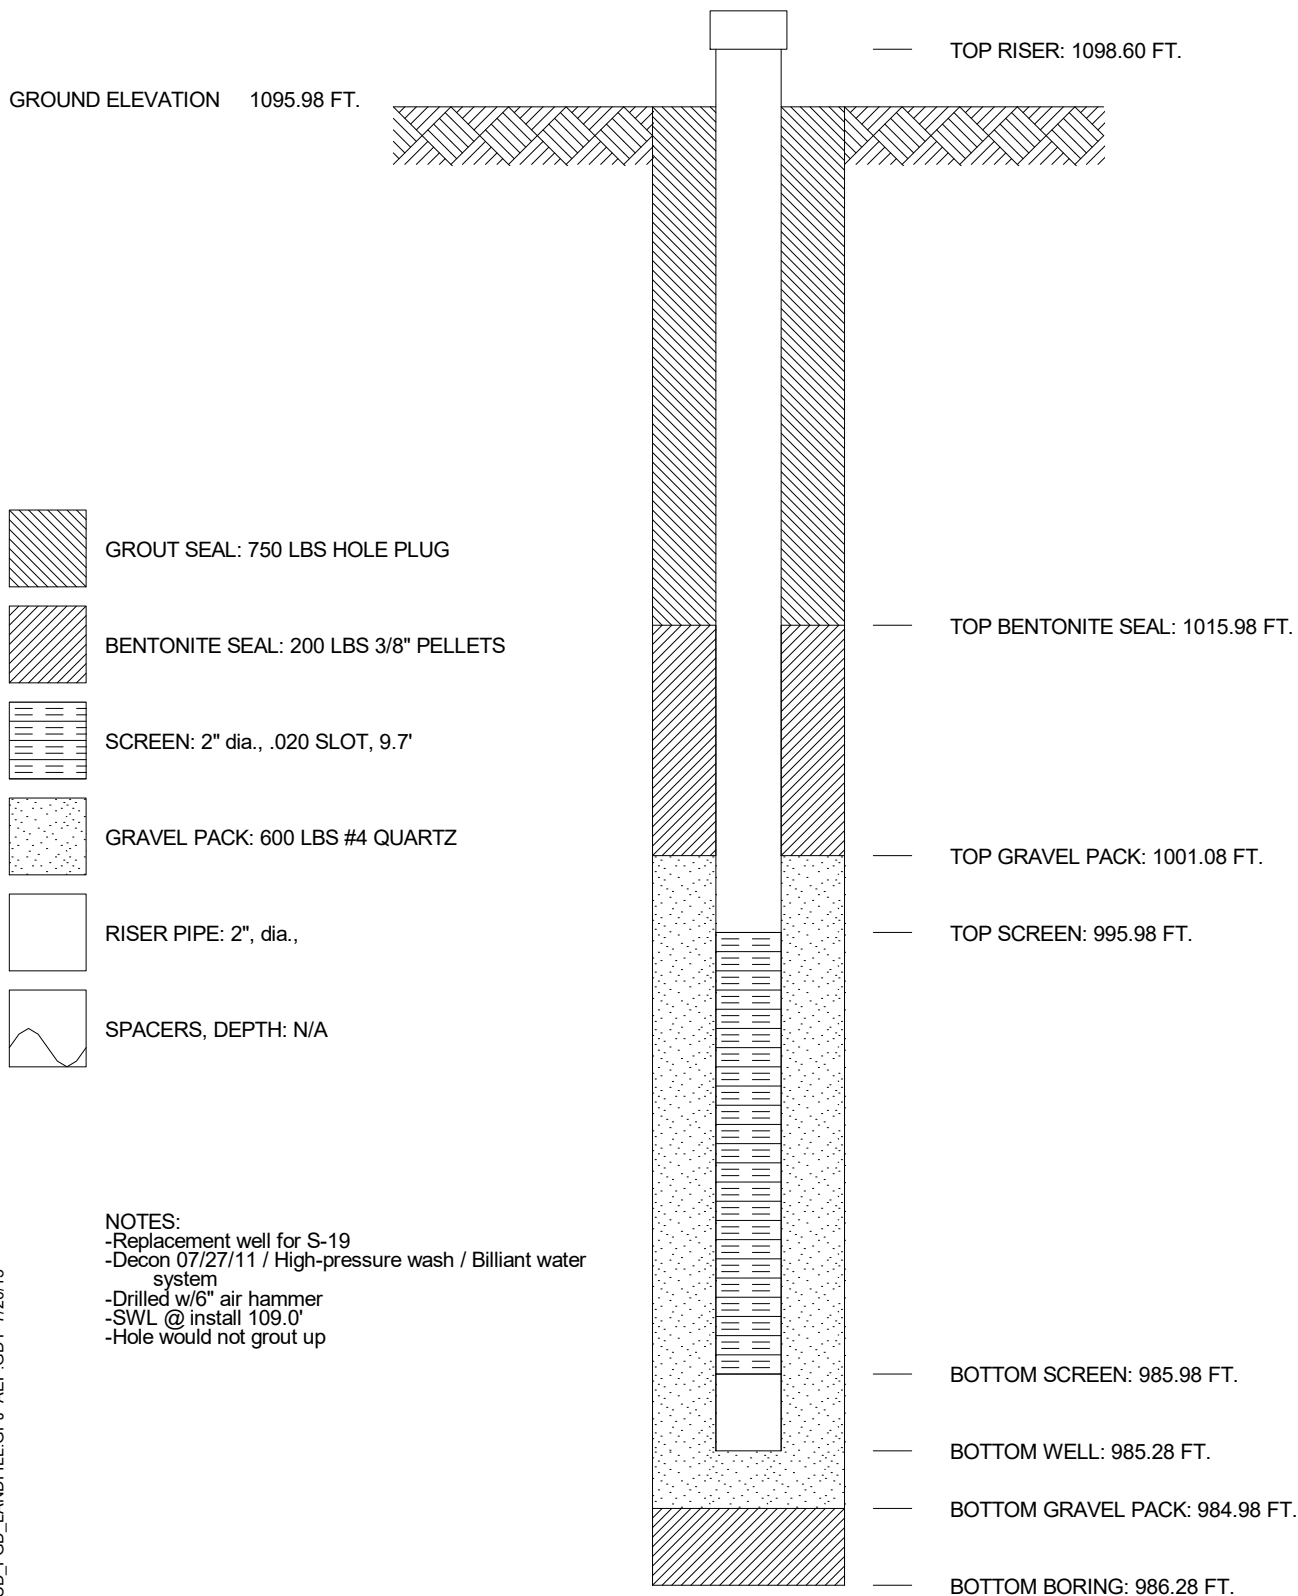 TOP RISER: 1098.60 FT.
GROUND ELEVATION 1095.98 FT.
GROUT SEAL: 750 LBS HOLE PLUG
TOP BENTONITE SEAL: 1015.98 FT.
BENTONITE SEAL: 200 LBS 3/8" PELLETS
SCREEN: 2" dia., .020 SLOT, 9.7'
GRAVEL PACK: 600 LBS #4 QUARTZ
TOP GRAVEL PACK: 1001.08 FT.
RISER PIPE: 2", dia.,
TOP SCREEN: 995.98 FT.
SPACERS, DEPTH: N/A
NOTES:
-Replacement well for S-19
-Decon 07/27/11 / High-pressure wash / Billiant water
system
-Drilled w/6" air hammer
-SWL @ install 109.0'
-Hole would not grout up
BOTTOM SCREEN: 985.98 FT.
BOTTOM WELL: 985.28 FT.
BOTTOM GRAVEL PACK: 984.98 FT.
BOTTOM BORING: 986.28 FT.